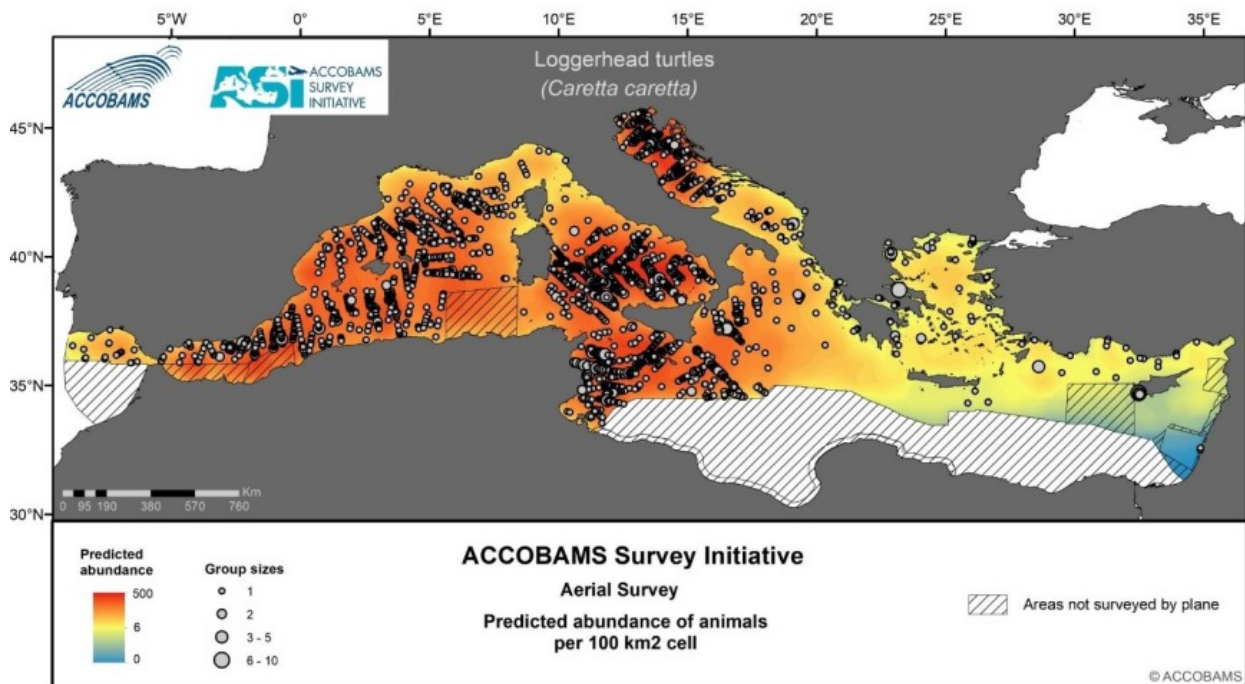 5°W 0° 5°E 10°E 15°E 20°E 25°E 30°E 35°E
Loggerhead turtles
(Caretta caretta)
ACCOBAMS
ASI ACCOBAMS
SURVEY
INITIATIVE
45°N
40°N
35°N
30°N
Km
0 95 190 380 570 760
ACCOBAMS Survey Initiative
Aerial Survey
Predicted abundance of animals
per 100 km2 cell
Predicted
abundance
500
6
0
Group sizes
1
2
3 - 5
6 - 10
Areas not surveyed by plane
© ACCOBAMS